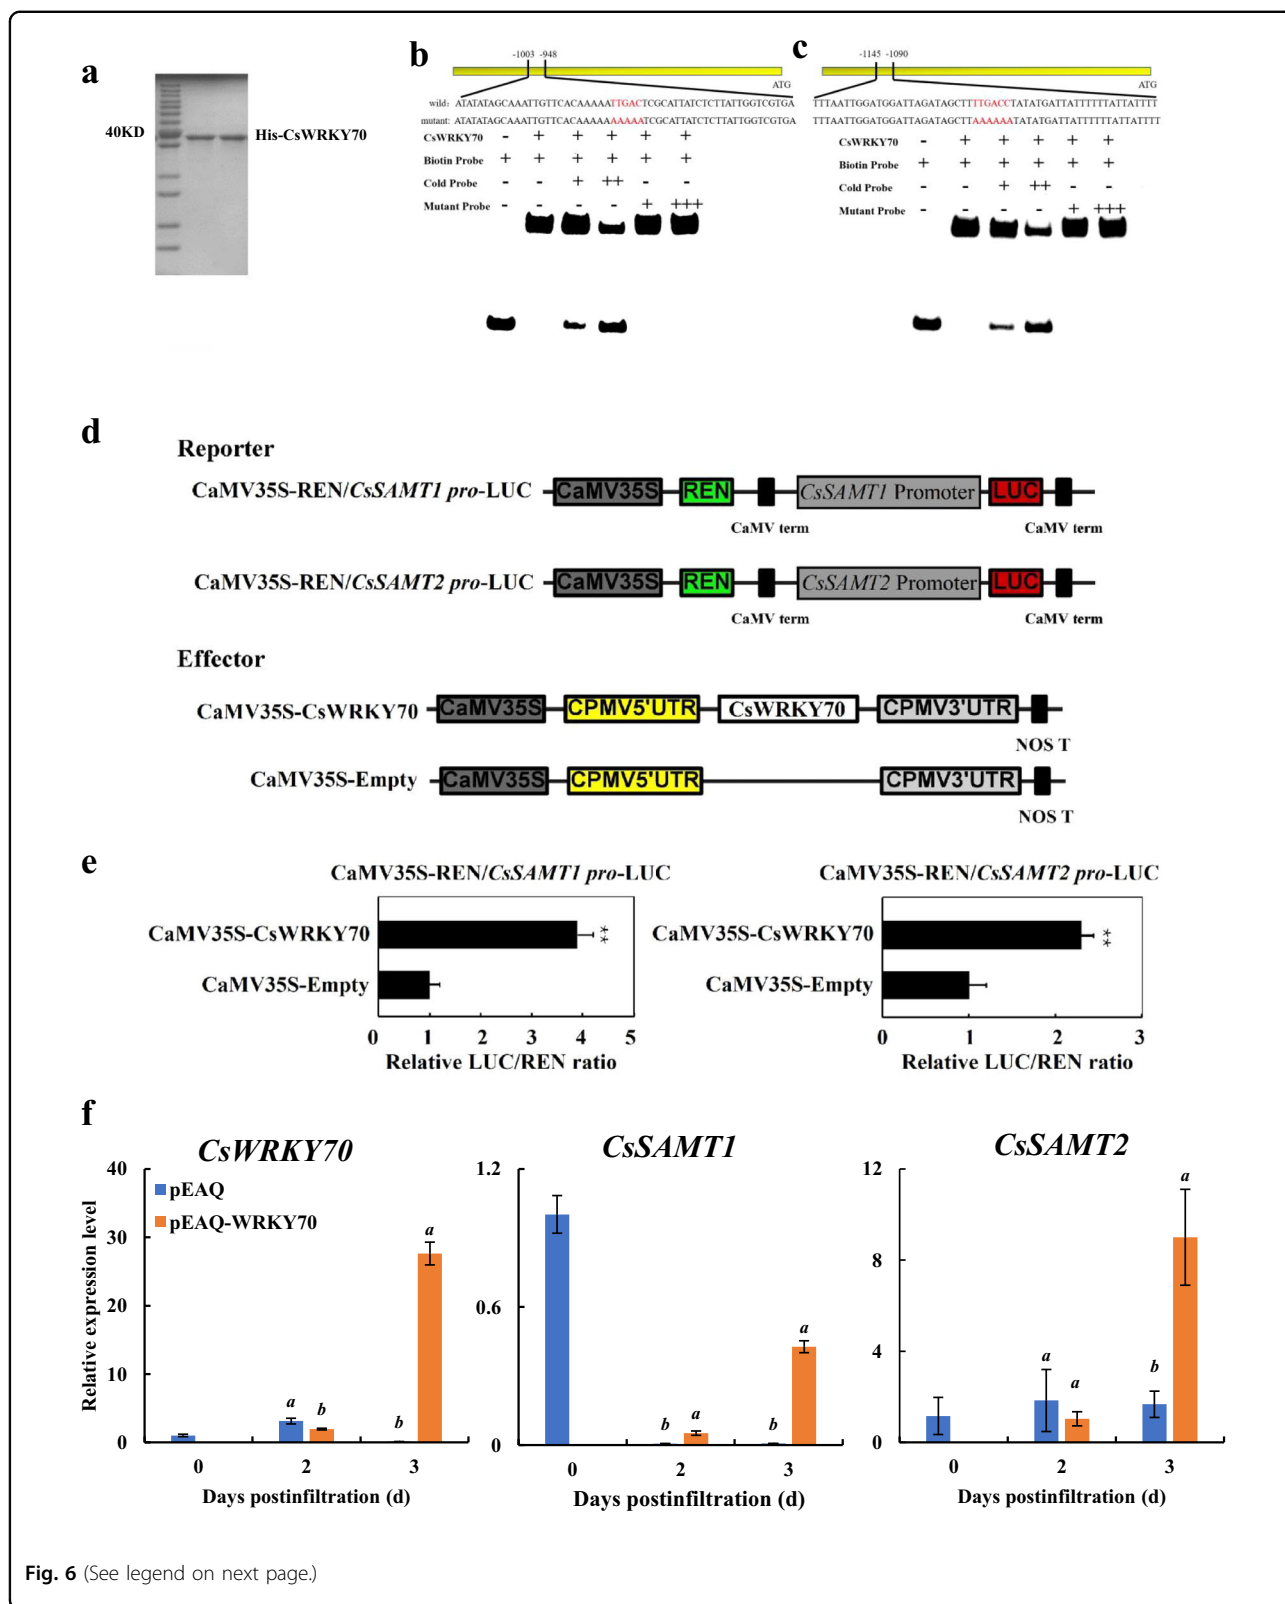 a
40KD
His-CsWRKY70
b
-1003 -948
ATG
wild: ATATATAGCAAATTGTTCACAAAAATTGACTCGCATTATCTCTTATTGGTCGTGA
mutant: ATATATAGCAAATTGTTCACAAAAAAAAAATCGCATTATCTCTTATTGGTCGTGA
CsWRKY70 - + + + + +
Biotin Probe + + + + + +
Cold Probe - - + ++ - -
Mutant Probe - - - - + +++
c
-1145 -1090
ATG
TTTAATTGGATGGATTAGATAGCTTTTGACCTATATGATTATTTTTTATTATTTT
TTTAATTGGATGGATTAGATAGCTTAAAAAATATATGATTATTTTTTATTATTTT
CsWRKY70 - + + + + +
Biotin Probe + + + + + +
Cold Probe - - + ++ - -
Mutant Probe - - - - + +++
d
Reporter
CaMV35S-REN/CsSAMT1 pro-LUC CaMV35S REN CsSAMT1 Promoter LUC
CaMV term CaMV term
CaMV35S-REN/CsSAMT2 pro-LUC CaMV35S REN CsSAMT2 Promoter LUC
CaMV term CaMV term
Effector
CaMV35S-CsWRKY70 CaMV35S CPMV5'UTR CsWRKY70 CPMV3'UTR
NOS T
CaMV35S-Empty CaMV35S CPMV5'UTR CPMV3'UTR
NOS T
e
CaMV35S-REN/CsSAMT1 pro-LUC
CaMV35S-CsWRKY70 **
CaMV35S-Empty
0 1 2 3 4 5
Relative LUC/REN ratio
CaMV35S-REN/CsSAMT2 pro-LUC
CaMV35S-CsWRKY70 **
CaMV35S-Empty
0 1 2 3
Relative LUC/REN ratio
f
CsWRKY70
Relative expression level
40
30
20
10
0
pEAQ
pEAQ-WRKY70
a b b a
0 2 3
Days postinfiltration (d)
CsSAMT1
1.2
0.6
0
b a b a
0 2 3
Days postinfiltration (d)
CsSAMT2
12
8
4
0
a a b a
0 2 3
Days postinfiltration (d)
Fig. 6 (See legend on next page.)